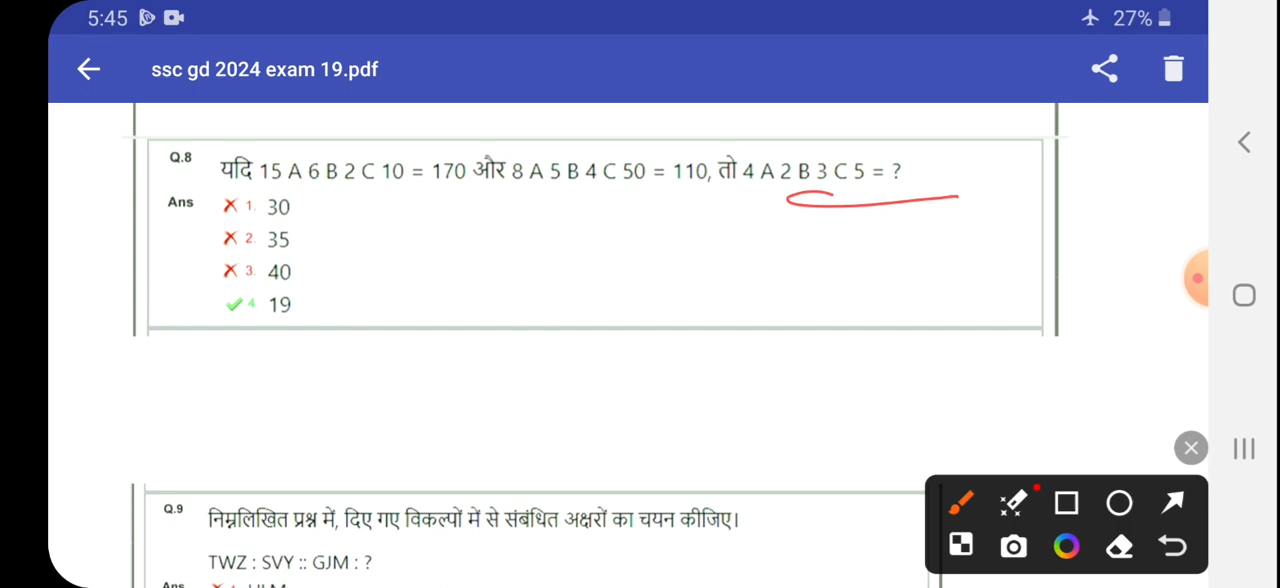 5:45 27%
ssc gd 2024 exam 19.pdf
Q.8 यदि 15 A 6 B 2 C 10 = 170 और 8 A 5 B 4 C 50 = 110, तो 4 A 2 B 3 C 5 = ?
Ans 1. 30
2. 35
3. 40
4 19
Q.9 निम्नलिखित प्रश्न में, दिए गए विकल्पों में से संबंधित अक्षरों का चयन कीजिए।
TWZ : SVY :: GJM : ?
Ans